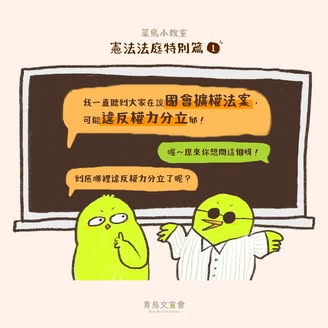 菜鳥小教室
憲法法庭特別篇 1
我一直聽到大家在說國會擴權法案,
可能違反權力分立耶!
喔~原來你想問這個呀!
到底哪裡違反權力分立了呢?
青鳥文宣會